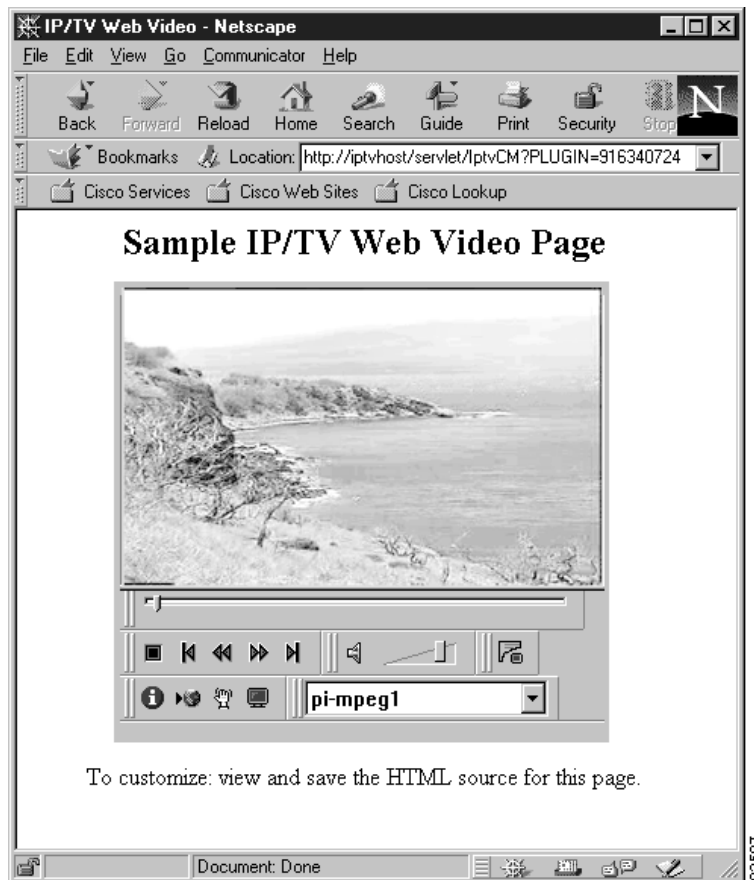 IP/TV Web Video - Netscape
File Edit View Go Communicator Help
Back Forward Reload Home Search Guide Print Security Stop
N
Bookmarks Location: http://iptvhost/servlet/IptvCM?PLUGIN=916340724
Cisco Services Cisco Web Sites Cisco Lookup
Sample IP/TV Web Video Page
pi-mpeg1
To customize: view and save the HTML source for this page.
Document: Done